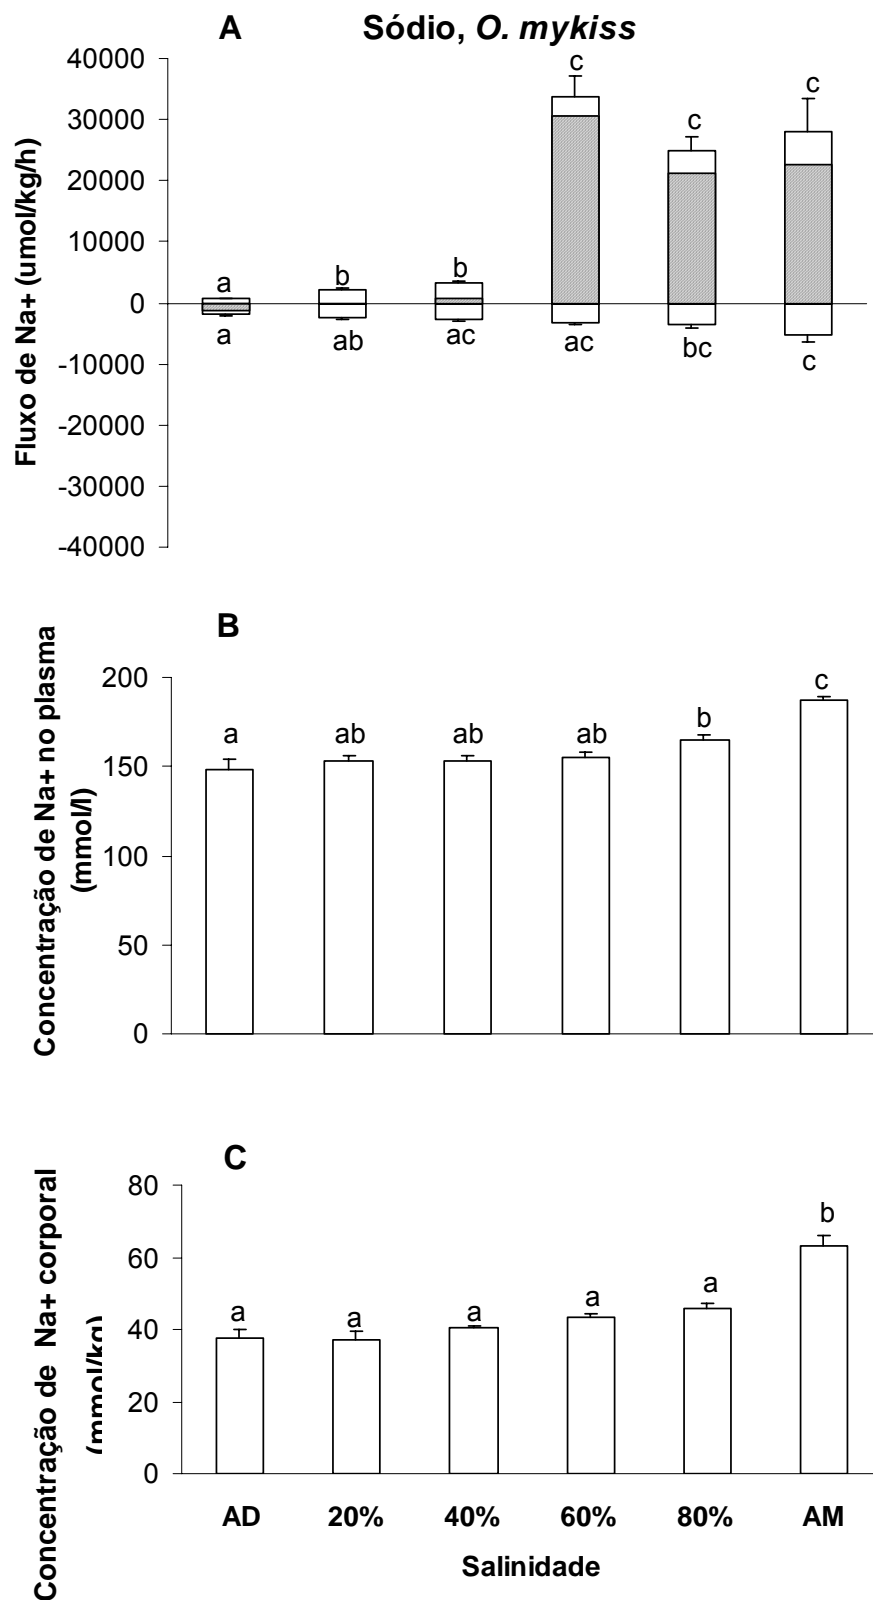 A Sódio, O. mykiss
Fluxo de Na+ (umol/kg/h)
40000
30000
20000
10000
0
-10000
-20000
-30000
-40000
a b b c c c
a ab ac ac bc c
B
Concentração de Na+ no plasma
(mmol/l)
200
150
100
50
0
a ab ab ab b c
C
Concentração de Na+ corporal
(mmol/kg)
80
60
40
20
0
a a a a a b
AD 20% 40% 60% 80% AM
Salinidade